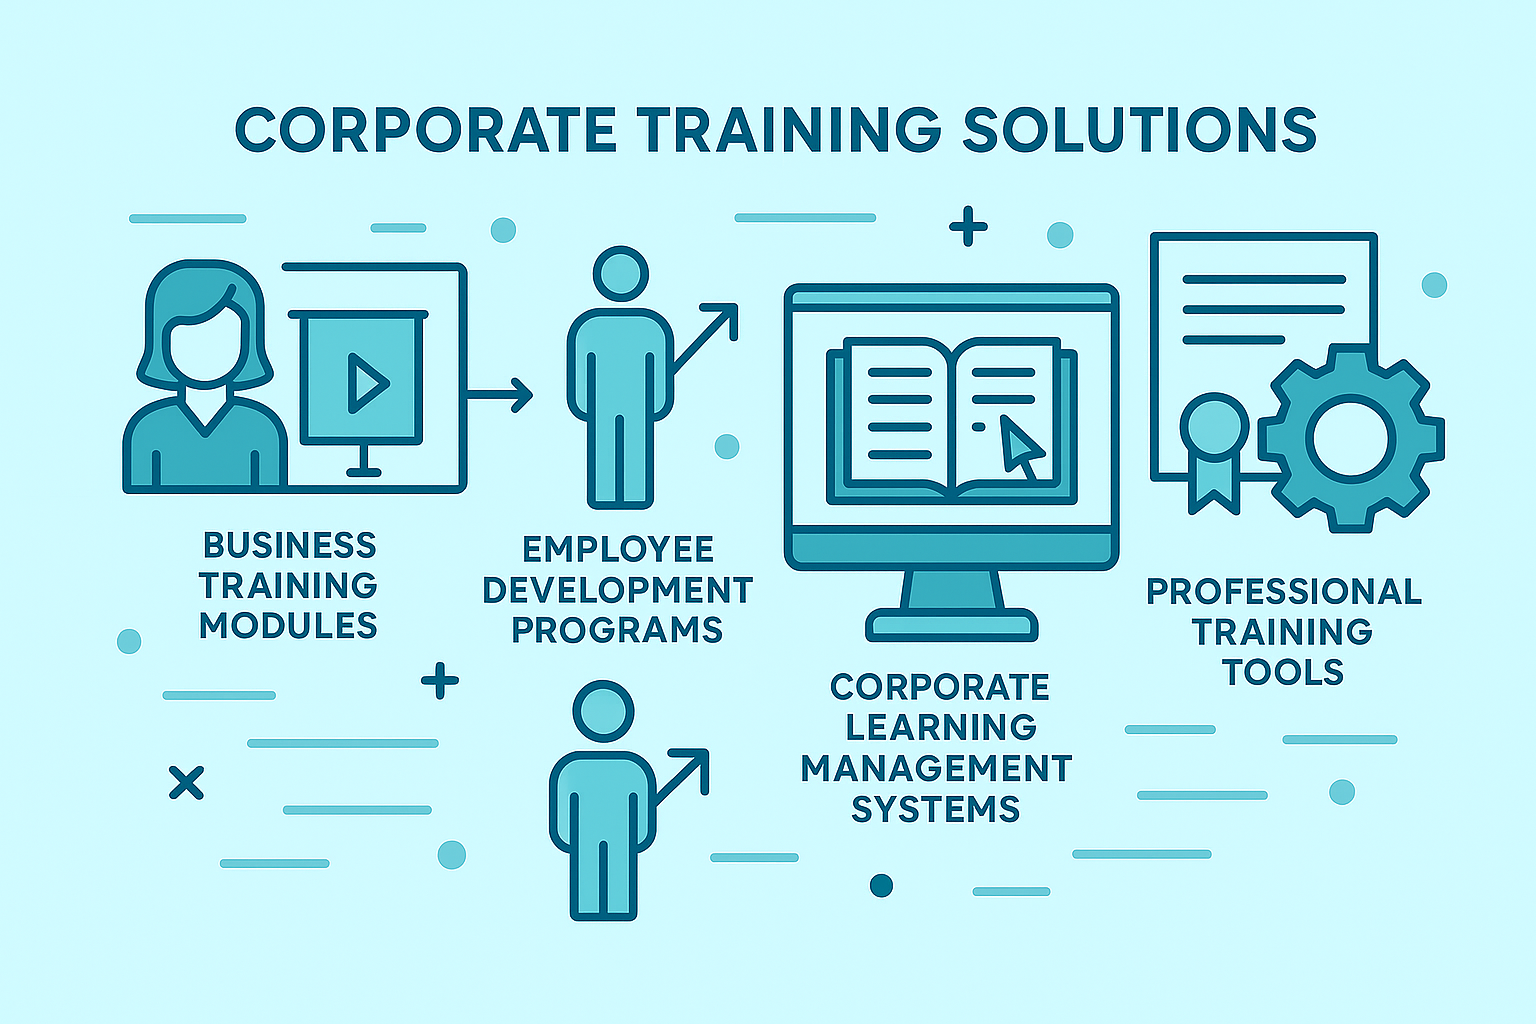 CORPORATE TRAINING SOLUTIONS
BUSINESS
TRAINING
MODULES
EMPLOYEE
DEVELOPMENT
PROGRAMS
CORPORATE
LEARNING
MANAGEMENT
SYSTEMS
PROFESSIONAL
TRAINING
TOOLS